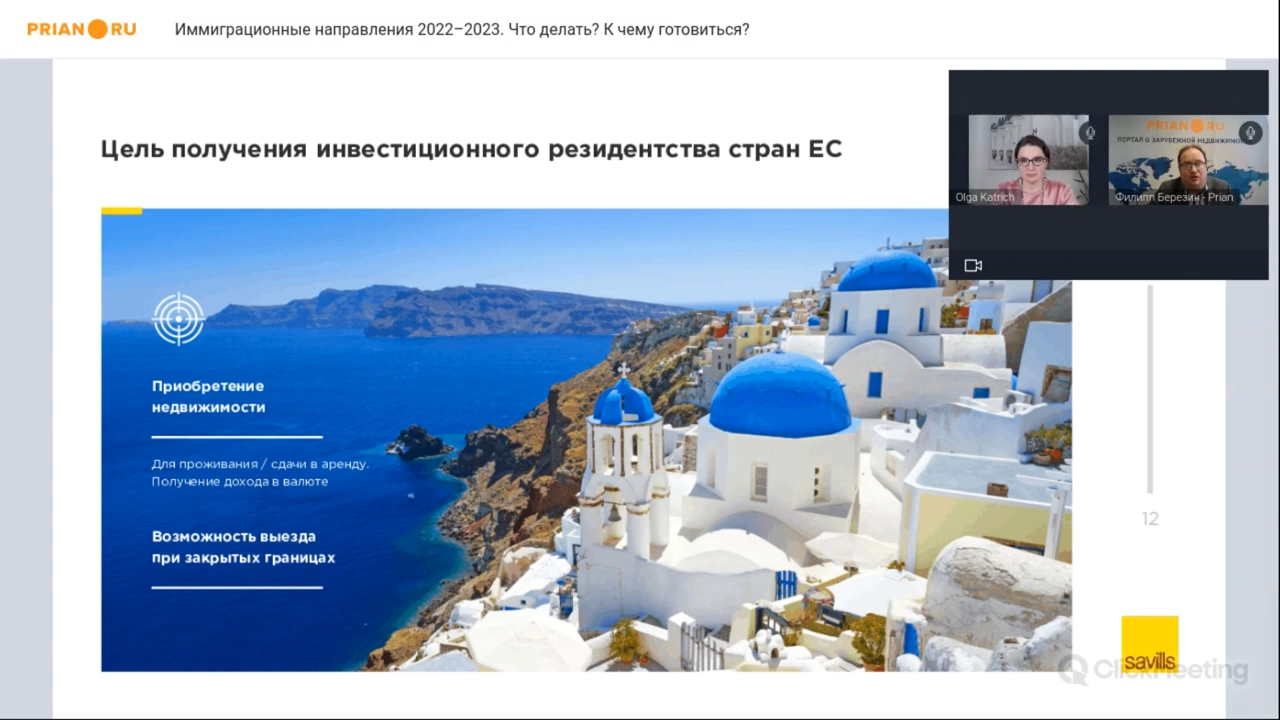 PRIAN RU
Иммиграционные направления 2022–2023. Что делать? К чему готовиться?
Цель получения инвестиционного резидентства стран ЕС
PRIAN RU
ПОРТАЛ О ЗАРУБЕЖНОЙ НЕДВИЖИМО
Olga Katrich
Филипп Березин - Prian
Приобретение
недвижимости
Для проживания / сдачи в аренду.
Получение дохода в валюте
Возможность выезда
при закрытых границах
12
savills
ClickMeeting